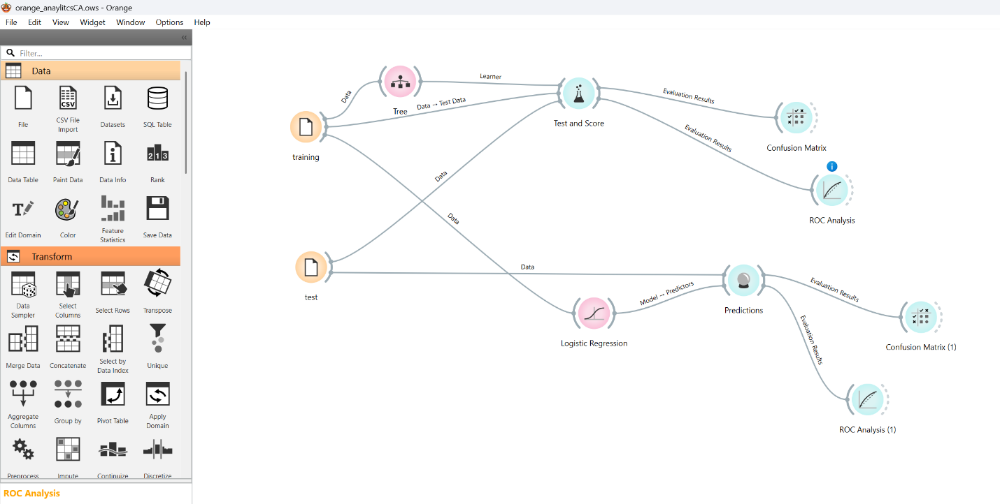 orange_anaylitcsCA.ows - Orange
File Edit View Widget Window Options Help
«
Filter...
Data
CSV
File
CSV File
Import
Datasets
SQL Table
2 1 3
Data Table
Paint Data
Data Info
Rank
Edit Domain
Color
Feature
Statistics
Save Data
Transform
Data
Sampler
Select
Columns
Select Rows
Transpose
Merge Data
Concatenate
Select by
Data Index
Unique
Aggregate
Columns
Group by
Pivot Table
Apply
Domain
Preprocess
Impute
Continuize
Discretize
ROC Analysis
training
Data
Tree
Learner
Data → Test Data
Test and Score
Evaluation Results
Confusion Matrix
Evaluation Results
ROC Analysis
Data
Data
test
Data
Logistic Regression
Model → Predictors
Predictions
Evaluation Results
Confusion Matrix (1)
Evaluation Results
ROC Analysis (1)